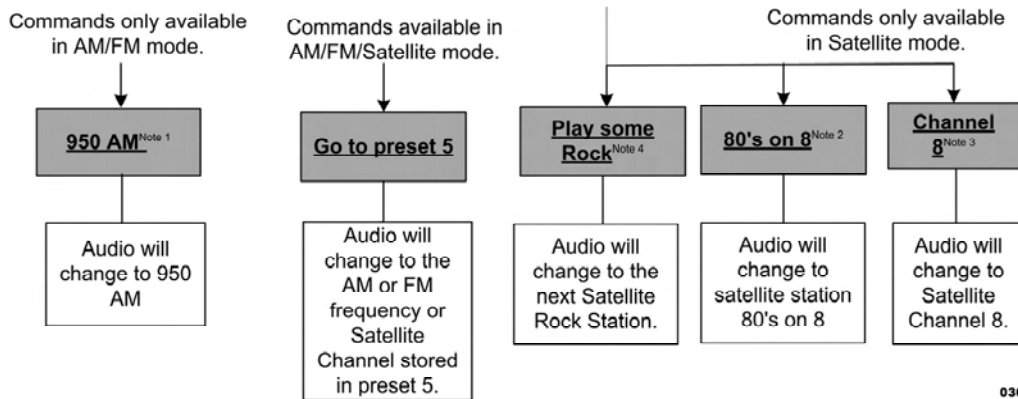 Commands only available
in AM/FM mode.
950 AM Note 1
Audio will
change to 950
AM
Commands available in
AM/FM/Satellite mode.
Go to preset 5
Audio will
change to the
AM or FM
frequency or
Satellite
Channel stored
in preset 5.
Commands only available
in Satellite mode.
Play some
Rock Note 4
Audio will
change to the
next Satellite
Rock Station.
80's on 8 Note 2
Audio will
change to
satellite station
80's on 8
Channel
8 Note 3
Audio will
change to
Satellite
Channel 8.